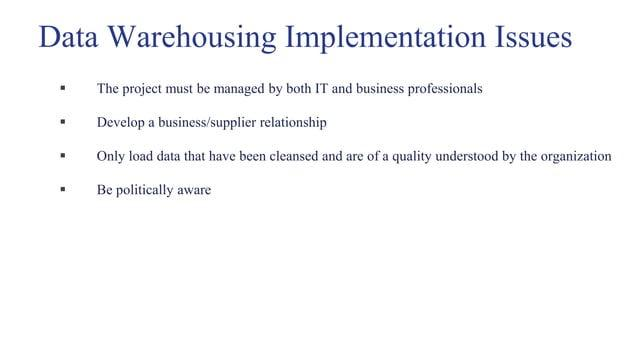 Data Warehousing Implementation Issues
▪ The project must be managed by both IT and business professionals
▪ Develop a business/supplier relationship
▪ Only load data that have been cleansed and are of a quality understood by the organization
▪ Be politically aware